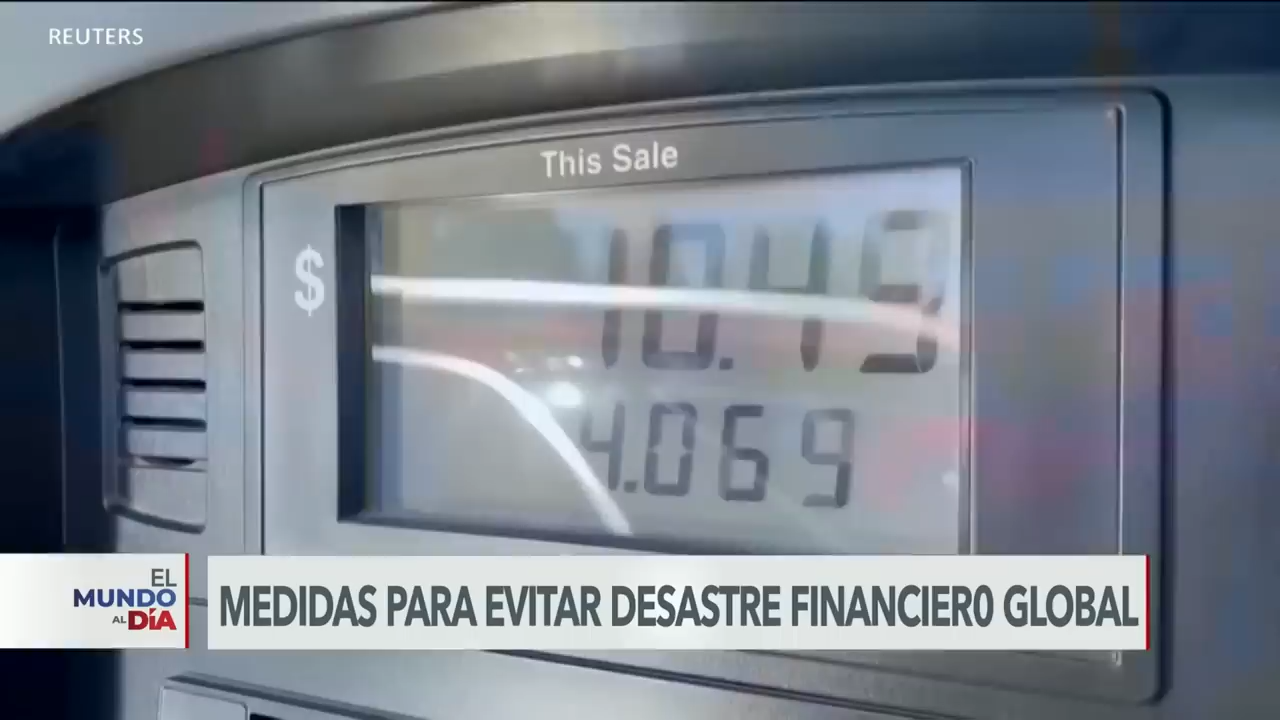 REUTERS
This Sale
$
10.49
4.069
EL
MUNDO
AL DÍA
MEDIDAS PARA EVITAR DESASTRE FINANCIER0 GLOBAL